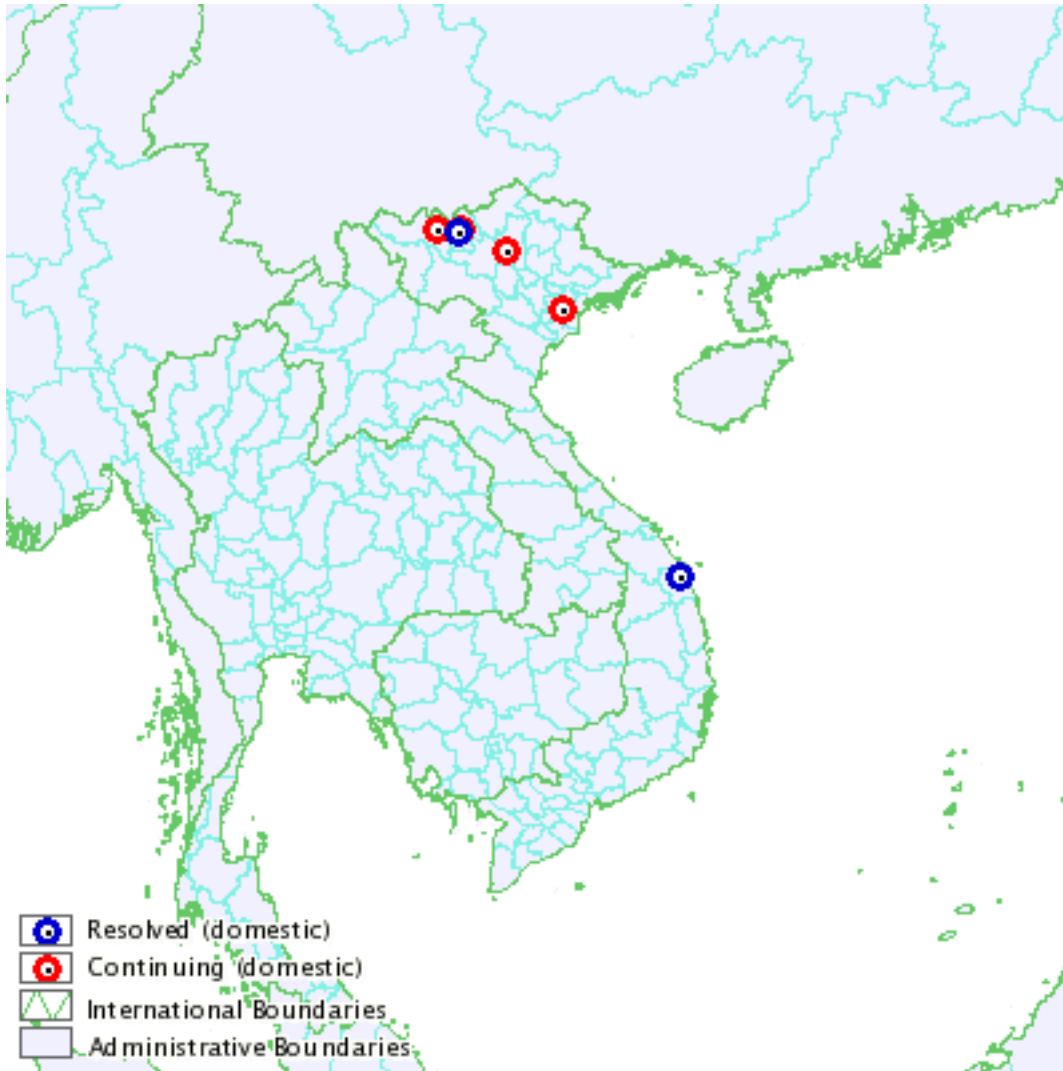 Resolved (domestic)
Continuing (domestic)
International Boundaries
Administrative Boundaries